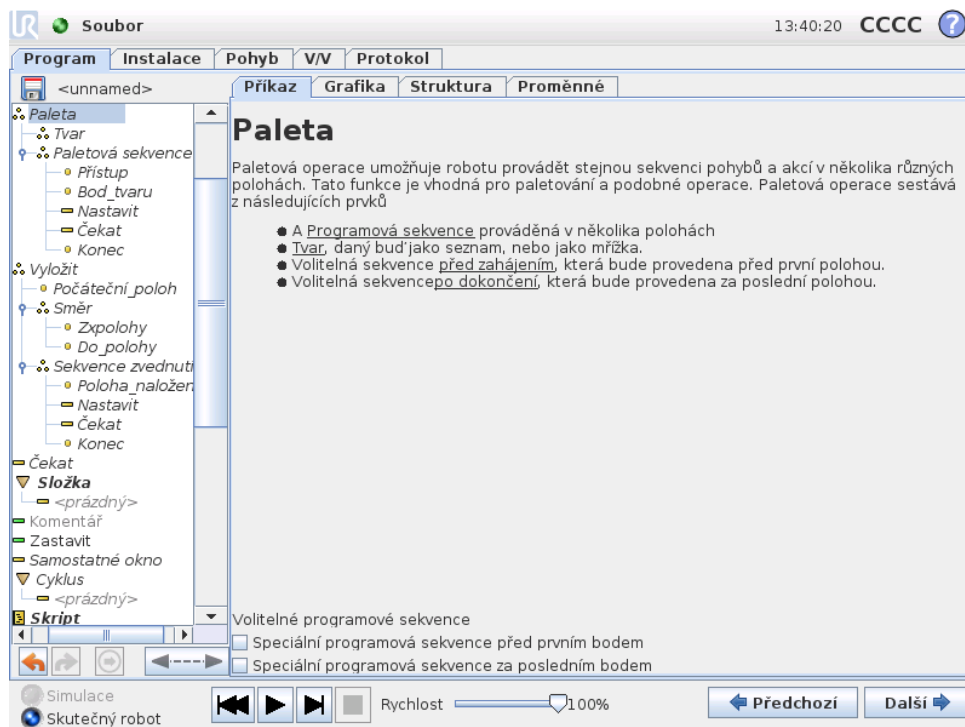 UR Soubor 13:40:20 CCCC ?
Program Instalace Pohyb V/V Protokol
<unnamed>
Příkaz Grafika Struktura Proměnné
Paleta
Tvar
Paletová sekvence
Přístup
Bod_tvaru
Nastavit
Čekat
Konec
Vyložit
Počáteční_poloh
Směr
Zxpolohy
Do_polohy
Sekvence zvednutí
Poloha_naložen
Nastavit
Čekat
Konec
Čekat
Složka
<prázdný>
Komentář
Zastavit
Samostatné okno
Cyklus
<prázdný>
Skript
Paleta
Paletová operace umožňuje robotu provádět stejnou sekvenci pohybů a akcí v několika různých
polohách. Tato funkce je vhodná pro paletování a podobné operace. Paletová operace sestává
z následujících prvků
● A Programová sekvence prováděná v několika polohách
● Tvar, daný buď jako seznam, nebo jako mřížka.
● Volitelná sekvence před zahájením, která bude provedena před první polohou.
● Volitelná sekvencepo dokončení, která bude provedena za poslední polohou.
Volitelné programové sekvence
Speciální programová sekvence před prvním bodem
Speciální programová sekvence za posledním bodem
Simulace
Skutečný robot
Rychlost 100%
Předchozí
Další